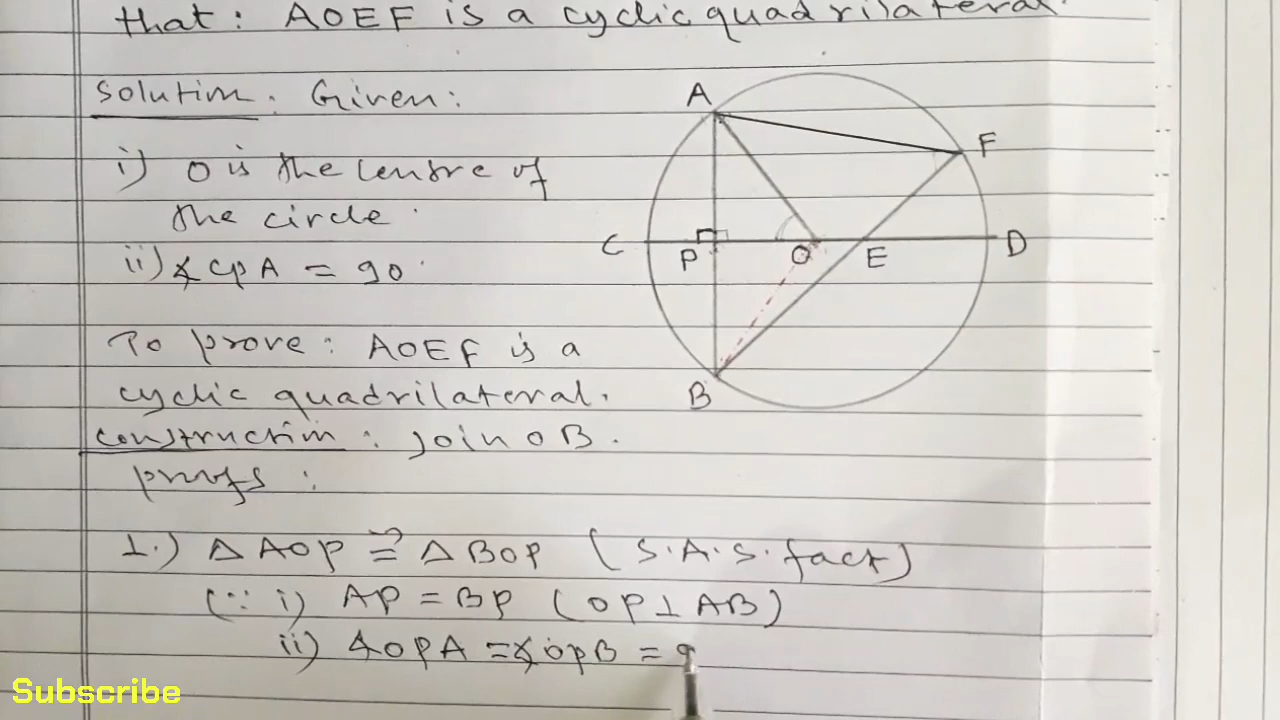 that: AOEF is a cyclic quadrilateral.
Solution. Given:
i) O is the centre of
the circle.
ii) ∡CPA = 90°
To prove: AOEF is a
cyclic quadrilateral.
Construction: Join OB.
Proofs:
1.) ΔAOP ≅ ΔBOP (S.A.S. fact)
(∵ i) AP = BP (OP⊥AB)
ii) ∡OPA = ∡OPB = 9
A
F
C
P
O
E
D
B
Subscribe